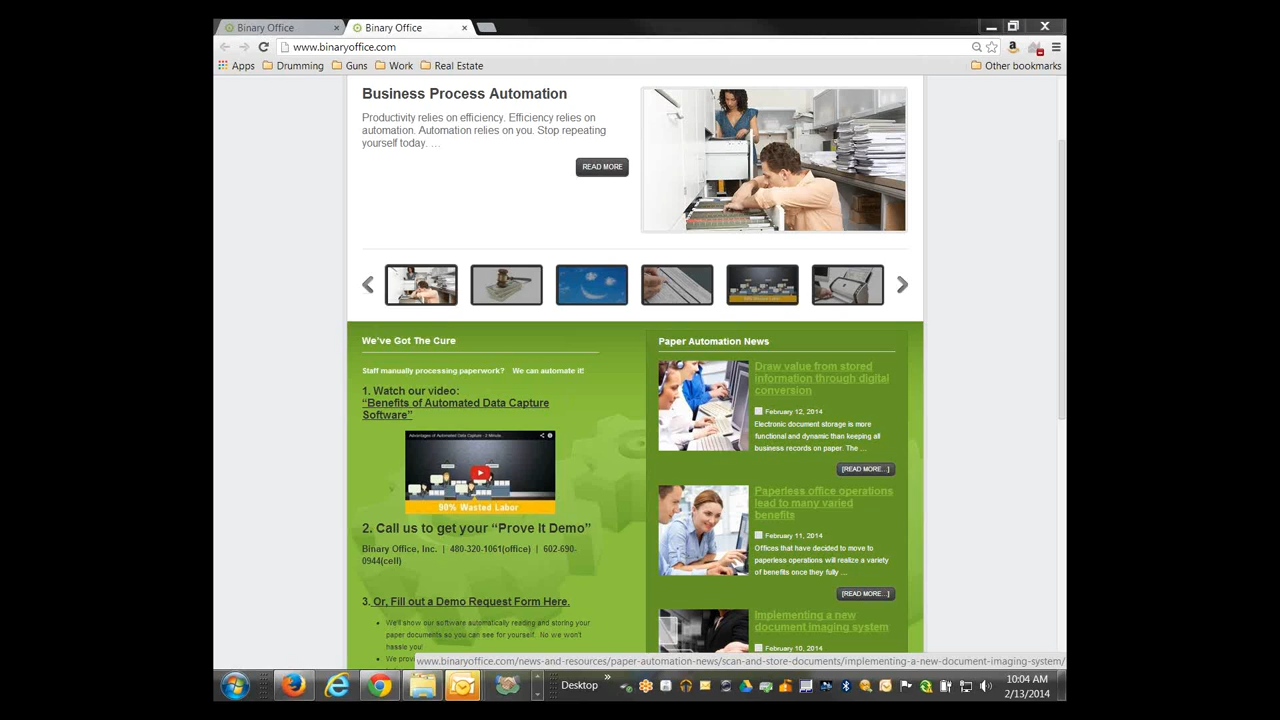 Binary Office
Binary Office
www.binaryoffice.com
Apps Drumming Guns Work Real Estate Other bookmarks
Business Process Automation
Productivity relies on efficiency. Efficiency relies on
automation. Automation relies on you. Stop repeating
yourself today. …
READ MORE
We've Got The Cure
Staff manually processing paperwork? We can automate it!
1. Watch our video:
“Benefits of Automated Data Capture
Software”
Advantages of Automated Data Capture - 2 Minute
90% Wasted Labor
2. Call us to get your “Prove It Demo”
Binary Office, Inc. | 480-320-1061(office) | 602-690-
0944(cell)
3. Or, Fill out a Demo Request Form Here.
We'll show our software automatically reading and storing your
paper documents so you can see for yourself. No we won't
hassle you!
We provi
Paper Automation News
Draw value from stored
information through digital
conversion
February 12, 2014
Electronic document storage is more
functional and dynamic than keeping all
business records on paper. The ...
[READ MORE...]
Paperless office operations
lead to many varied
benefits
February 11, 2014
Offices that have decided to move to
paperless operations will realize a variety
of benefits once they fully ...
[READ MORE...]
Implementing a new
document imaging system
February 10, 2014
www.binaryoffice.com/news-and-resources/paper-automation-news/scan-and-store-documents/implementing-a-new-document-imaging-system/
Desktop
10:04 AM
2/13/2014